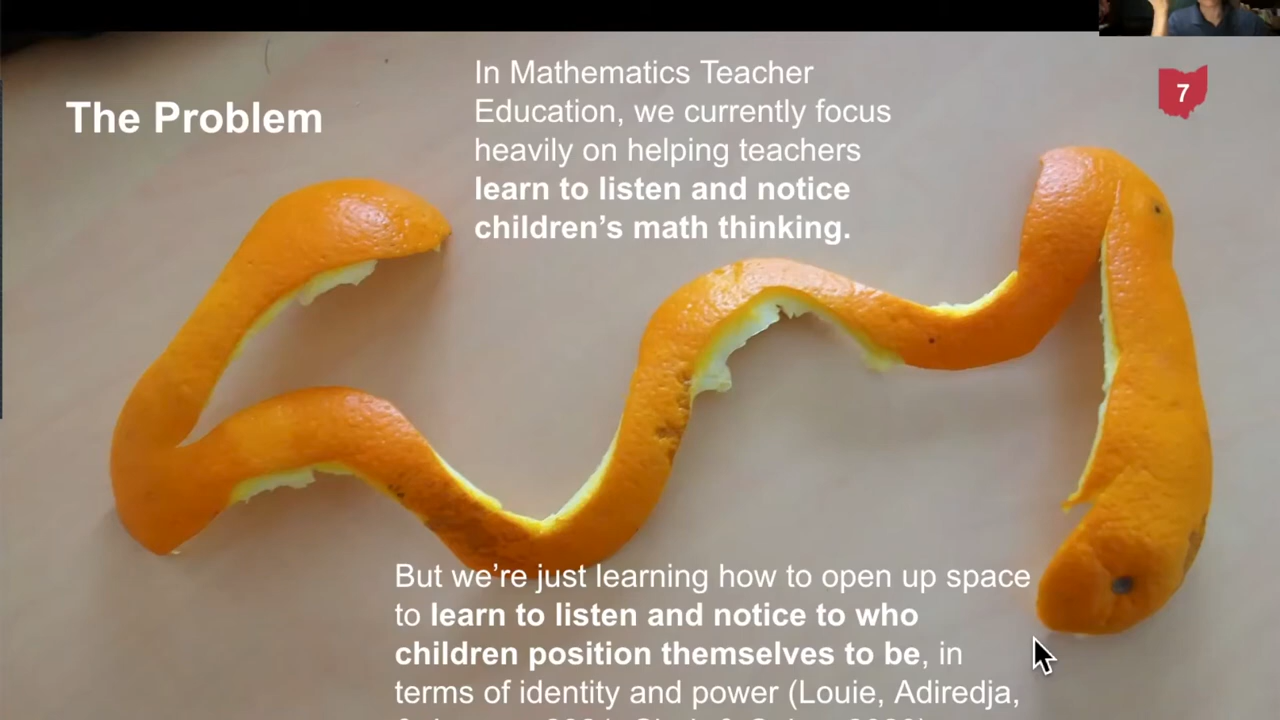 The Problem
In Mathematics Teacher
Education, we currently focus
heavily on helping teachers
learn to listen and notice
children’s math thinking.
7
But we’re just learning how to open up space
to learn to listen and notice to who
children position themselves to be, in
terms of identity and power (Louie, Adiredja,